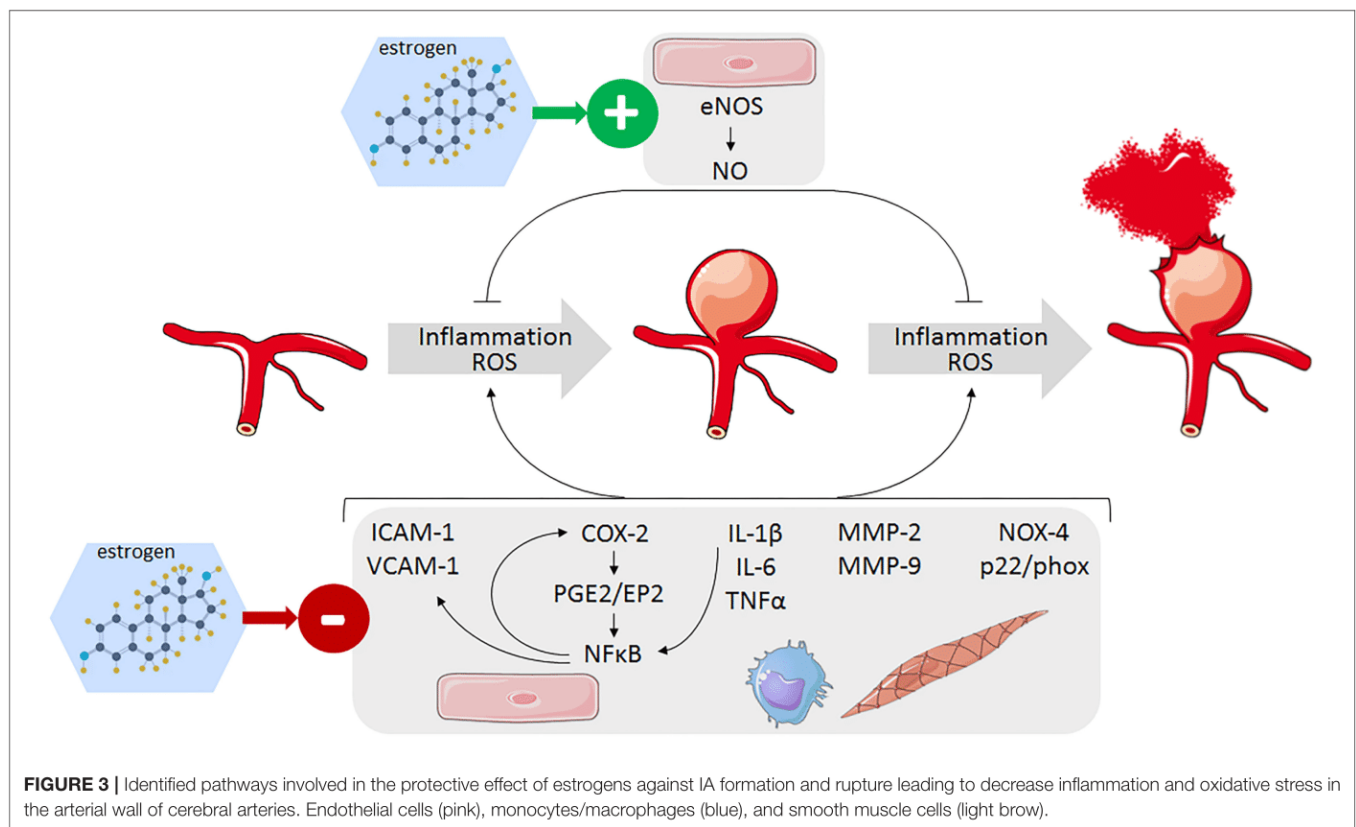 estrogen
+
eNOS
NO
Inflammation
ROS
Inflammation
ROS
estrogen
-
ICAM-1
VCAM-1
COX-2
PGE2/EP2
NFκB
IL-1β
IL-6
TNFα
MMP-2
MMP-9
NOX-4
p22/phox
FIGURE 3 | Identified pathways involved in the protective effect of estrogens against IA formation and rupture leading to decrease inflammation and oxidative stress in
the arterial wall of cerebral arteries. Endothelial cells (pink), monocytes/macrophages (blue), and smooth muscle cells (light brow).